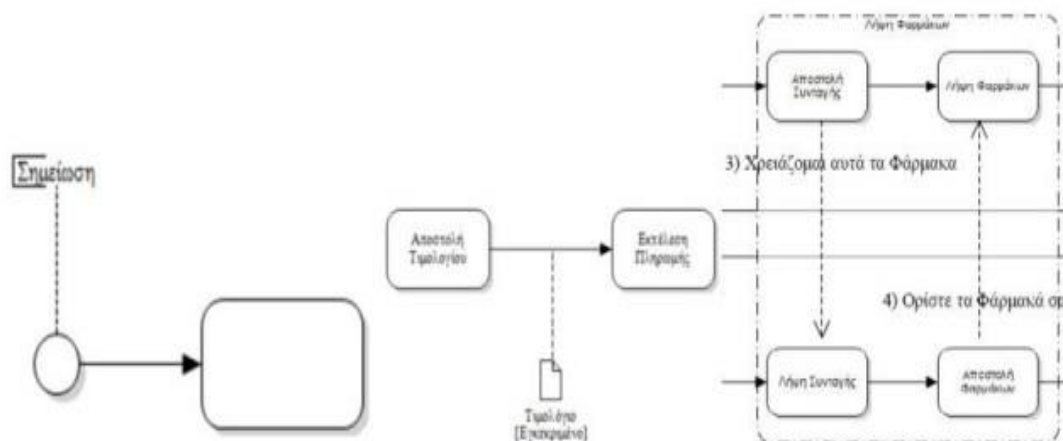 Σημείωση
Αποστολή
Τιμολογίου
Εκτέλεση
Πληρωμής
Τιμολόγιο
[Εγκεκριμένο]
Λήψη Φαρμάκων
Αποστολή
Συνταγής
Λήψη Φαρμάκων
3) Χρειάζομαι αυτά τα Φάρμακα
4) Ορίστε τα Φάρμακά σο
Λήψη Συνταγής
Αποστολή
Φαρμάκων